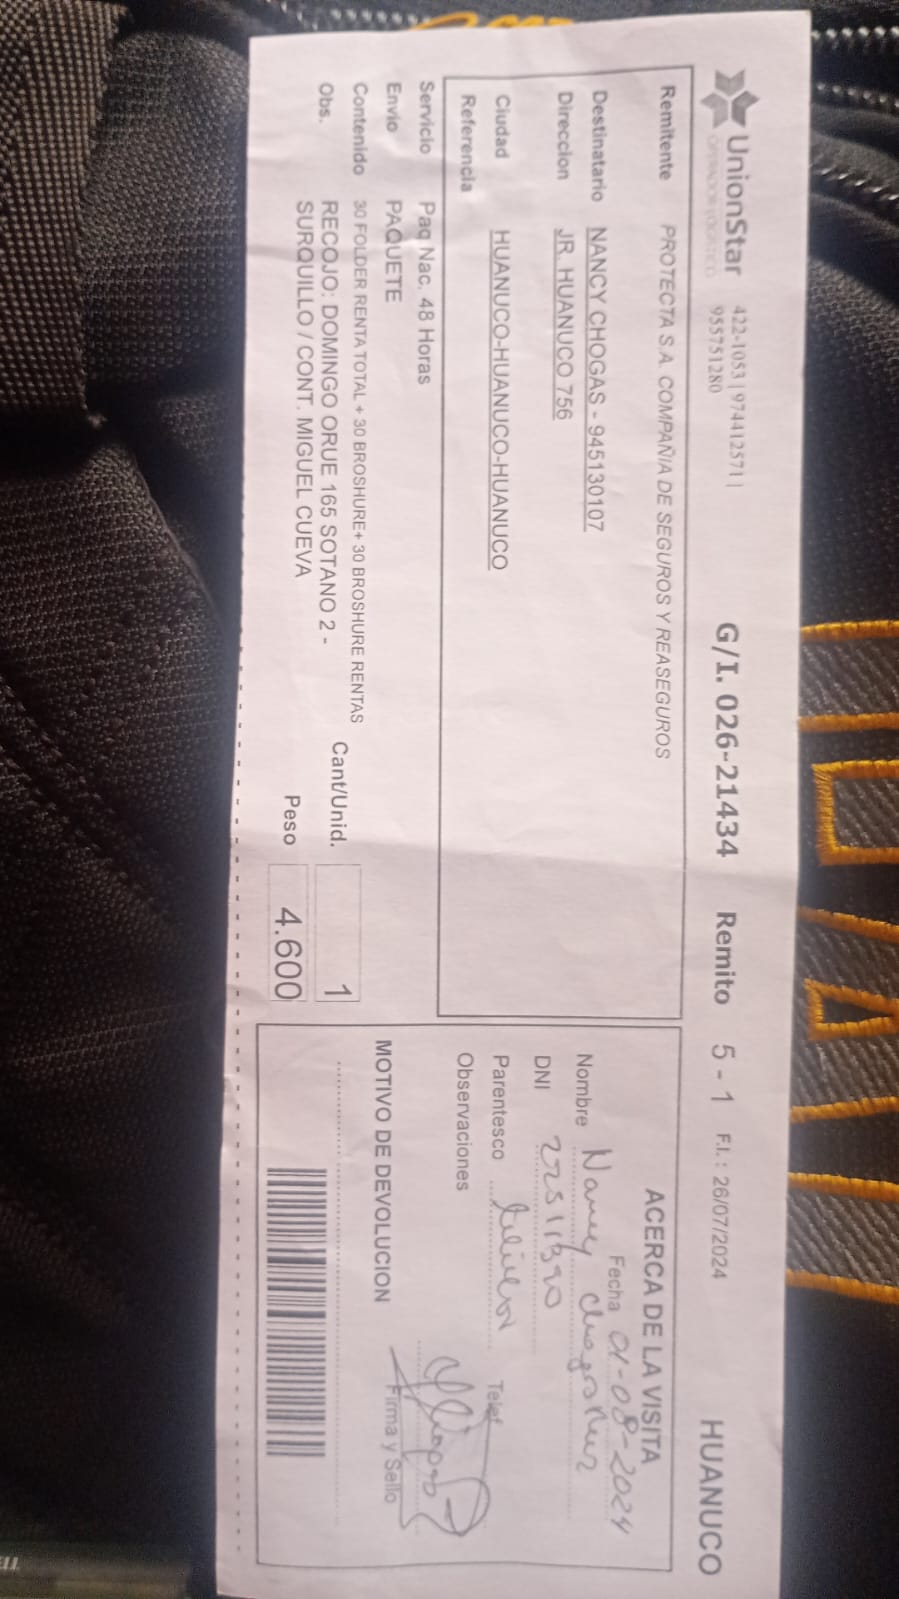 UnionStar
OPERADOR LOGISTICO
422-1053 | 974412571 |
955751280
G/I. 026-21434 Remito 5 - 1 F.I. : 26/07/2024 HUANUCO
Remitente PROTECTA S.A. COMPAÑIA DE SEGUROS Y REASEGUROS
Destinatario NANCY CHOGAS - 945130107
Direccion JR. HUANUCO 756
Ciudad HUANUCO-HUANUCO-HUANUCO
Referencia
Servicio Paq Nac. 48 Horas
Envio PAQUETE
Contenido 30 FOLDER RENTA TOTAL + 30 BROSHURE+ 30 BROSHURE RENTAS
Obs. RECOJO: DOMINGO ORUE 165 SOTANO 2 -
SURQUILLO / CONT. MIGUEL CUEVA
Cant/Unid. 1
Peso 4.600
ACERCA DE LA VISITA
Fecha 01-08-2024
Nombre Nancy
DNI
Parentesco Telef.
Observaciones
MOTIVO DE DEVOLUCION
Firma y Sello